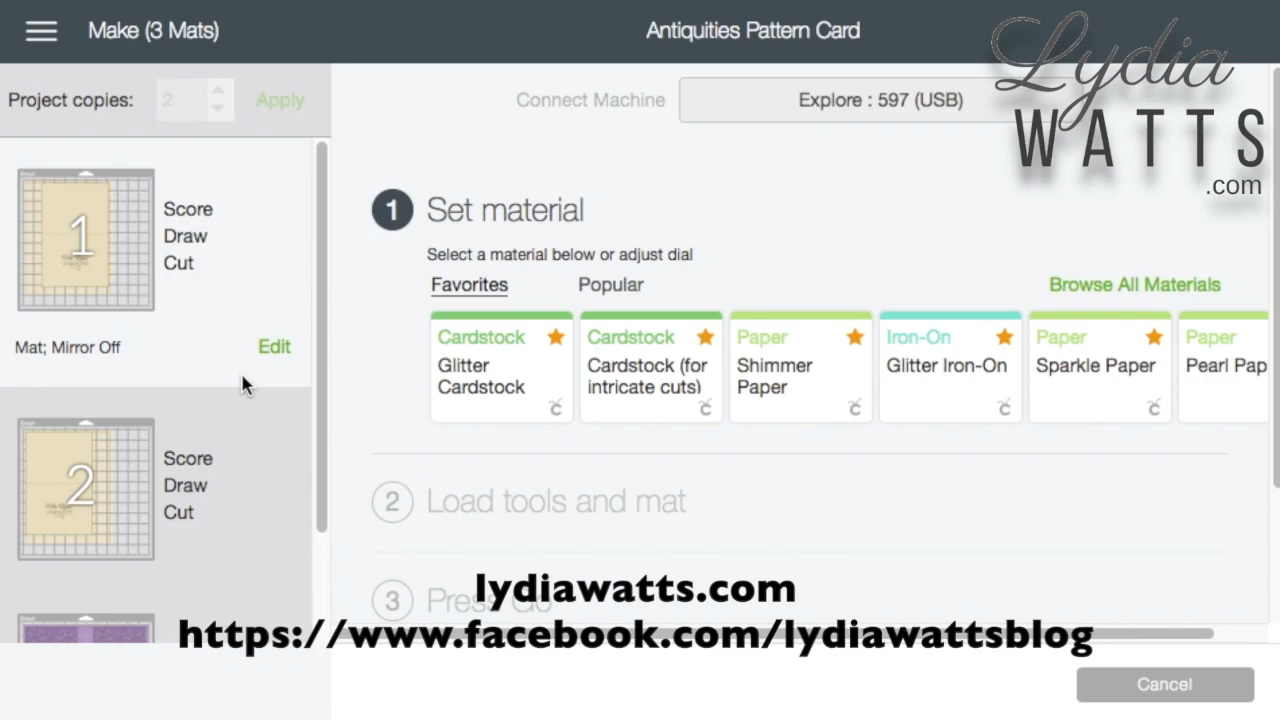 Make (3 Mats)
Antiquities Pattern Card
Lydia
WATTS
.com
Project copies: 2 Apply
Connect Machine
Explore : 597 (USB)
1
Score
Draw
Cut
Mat; Mirror Off
Edit
2
Score
Draw
Cut
1 Set material
Select a material below or adjust dial
Favorites Popular Browse All Materials
Cardstock
Glitter
Cardstock
Cardstock
Cardstock (for
intricate cuts)
Paper
Shimmer
Paper
Iron-On
Glitter Iron-On
Paper
Sparkle Paper
Paper
Pearl Pap
2 Load tools and mat
3 Press Go
lydiawatts.com
https://www.facebook.com/lydiawattsblog
Cancel